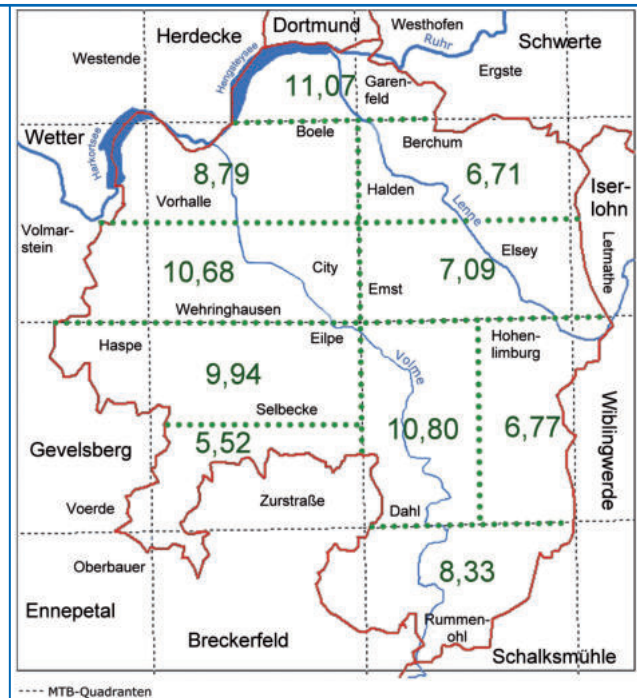 Dortmund
Herdecke
Westhofen
Ruhr
Schwerte
Westende
Hengsteysee
Ergste
11,07
Garen-
feld
Wetter
Harkortsee
Boele
Berchum
8,79
6,71
Iser-
lohn
Vorhalle
Halden
Lenne
Volmar-
stein
Elsey
Letmathe
10,68
City
7,09
Emst
Wehringhausen
Haspe
Eilpe
Hohen-
limburg
Volme
9,94
Selbecke
10,80
6,77
Wiblingwerde
Gevelsberg
5,52
Voerde
Zurstraße
Dahl
Oberbauer
8,33
Ennepetal
Rummen-
ohl
Breckerfeld
Schalksmühle
---- MTB-Quadranten